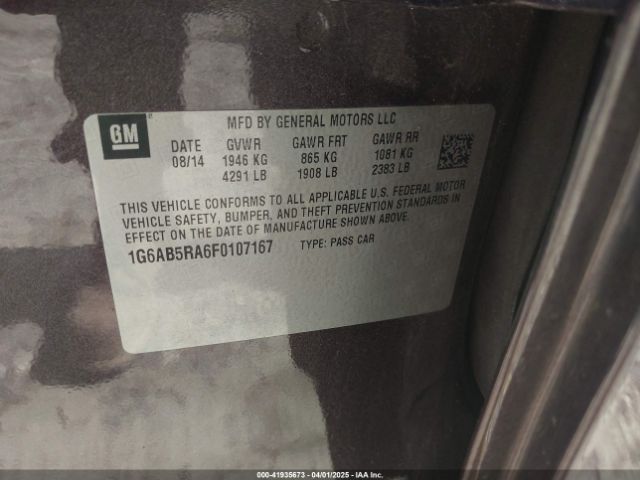 GM
MFD BY GENERAL MOTORS LLC
DATE GVWR GAWR FRT GAWR RR
08/14 1946 KG 865 KG 1081 KG
4291 LB 1908 LB 2383 LB
THIS VEHICLE CONFORMS TO ALL APPLICABLE U.S. FEDERAL MOTOR
VEHICLE SAFETY, BUMPER, AND THEFT PREVENTION STANDARDS IN
EFFECT ON THE DATE OF MANUFACTURE SHOWN ABOVE.
1G6AB5RA6F0107167 TYPE: PASS CAR
000-41935673 04/01/2025 - IAA, Inc.